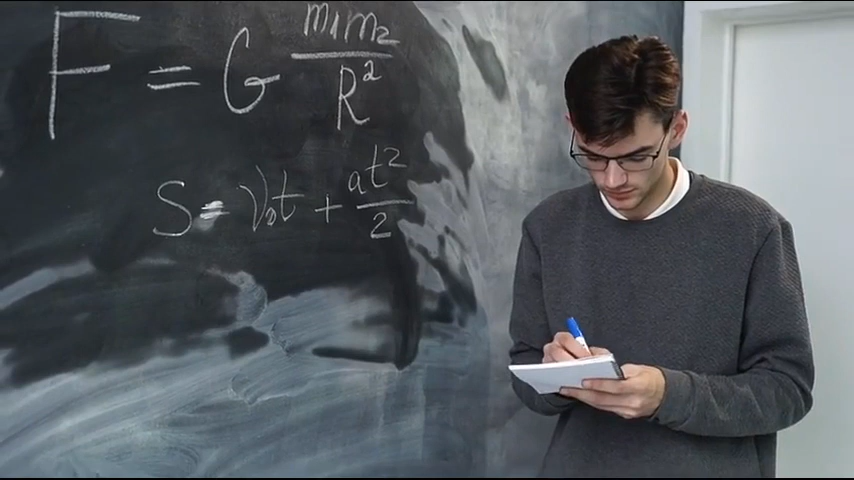 F = G m₁m₂/R²
S = V₀t + at²/2